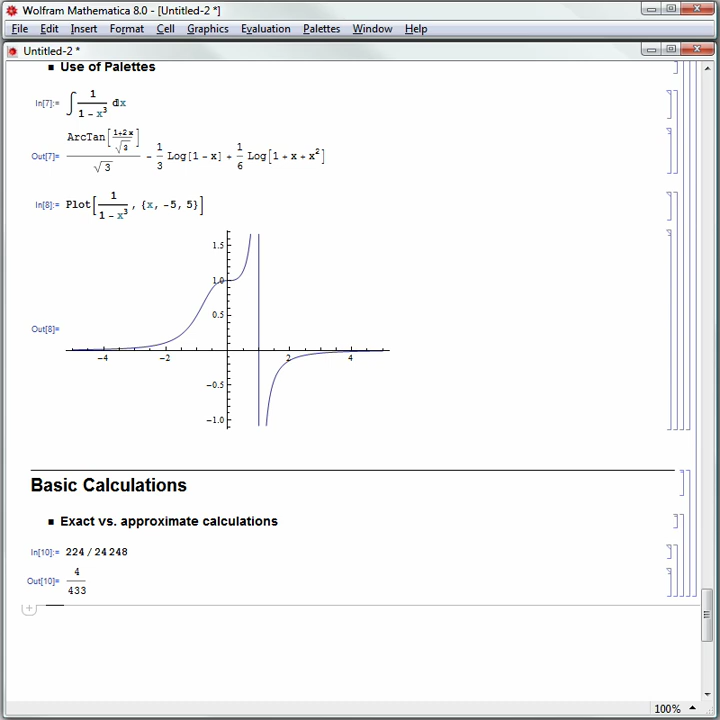 Wolfram Mathematica 8.0 - [Untitled-2 *]
File Edit Insert Format Cell Graphics Evaluation Palettes Window Help
Untitled-2 *
■ Use of Palettes
In[7]:= ∫ 1/(1 - x³) ⅆx
Out[7]= ArcTan[(1+2 x)/√3]/√3 - 1/3 Log[1 - x] + 1/6 Log[1 + x + x²]
In[8]:= Plot[1/(1 - x³), {x, -5, 5}]
1.5
1.0
0.5
Out[8]=
-4 -2 2 4
-0.5
-1.0
Basic Calculations
■ Exact vs. approximate calculations
In[10]:= 224 / 24 248
Out[10]= 4/433
100%